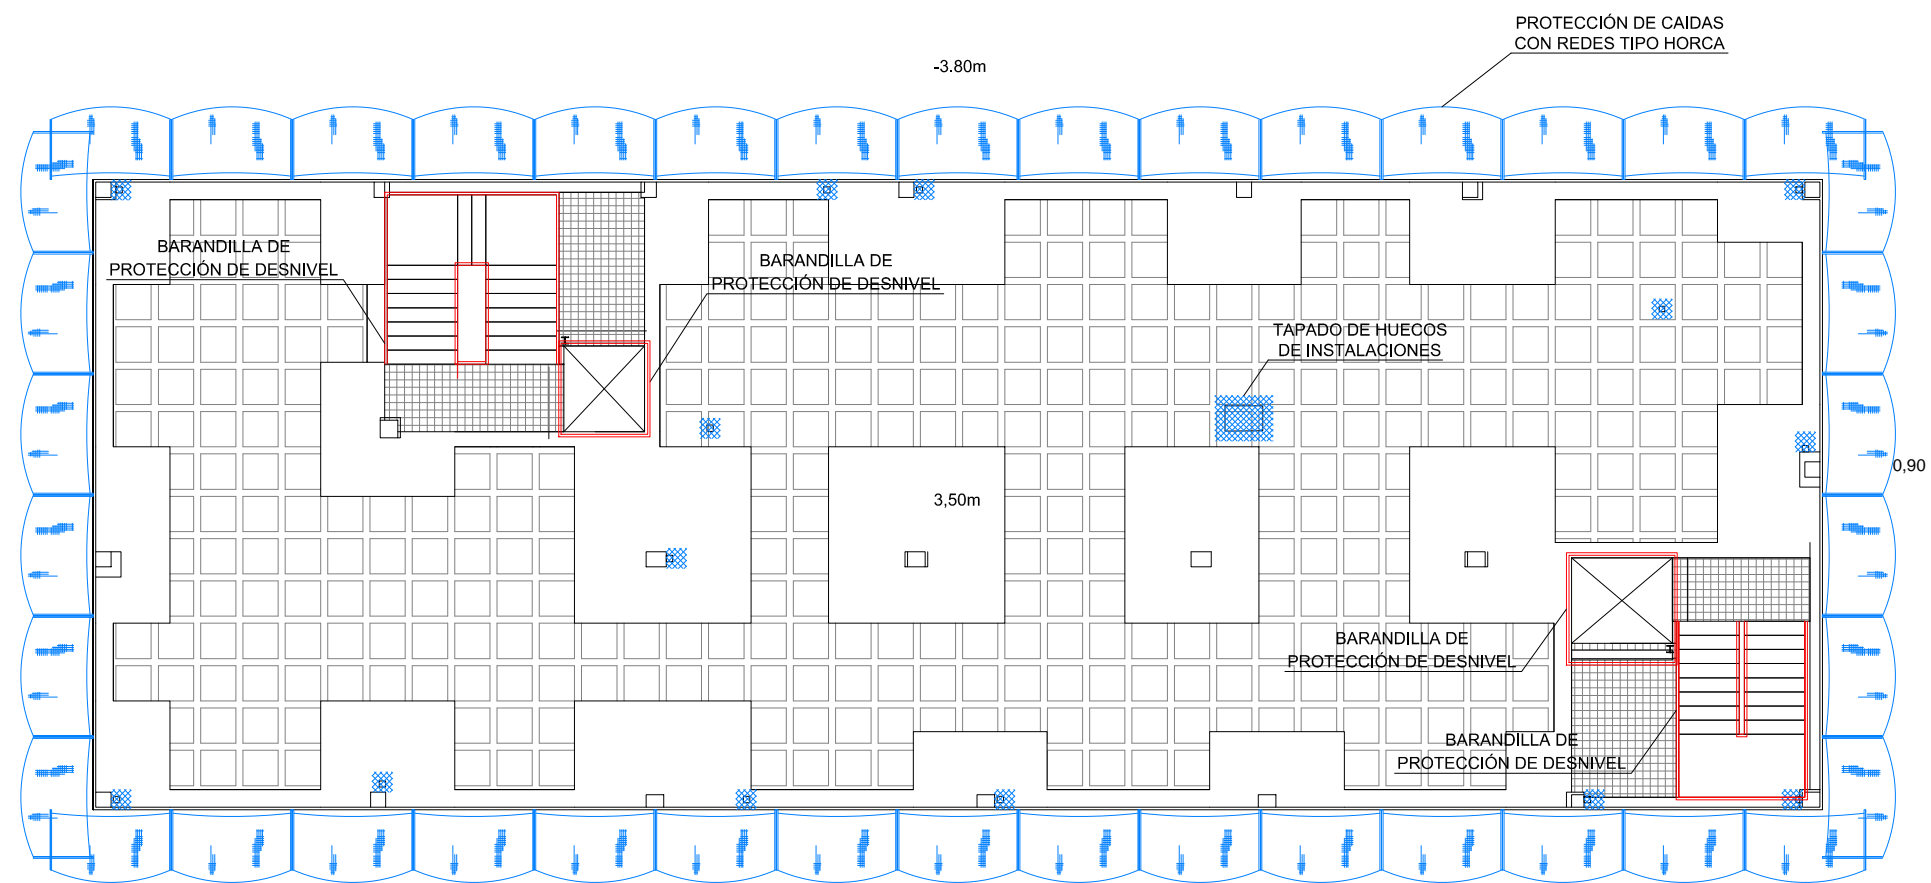 PROTECCIÓN DE CAIDAS
CON REDES TIPO HORCA
-3.80m
BARANDILLA DE
PROTECCIÓN DE DESNIVEL
BARANDILLA DE
PROTECCIÓN DE DESNIVEL
TAPADO DE HUECOS
DE INSTALACIONES
0,90
3,50m
BARANDILLA DE
PROTECCIÓN DE DESNIVEL
BARANDILLA DE
PROTECCIÓN DE DESNIVEL